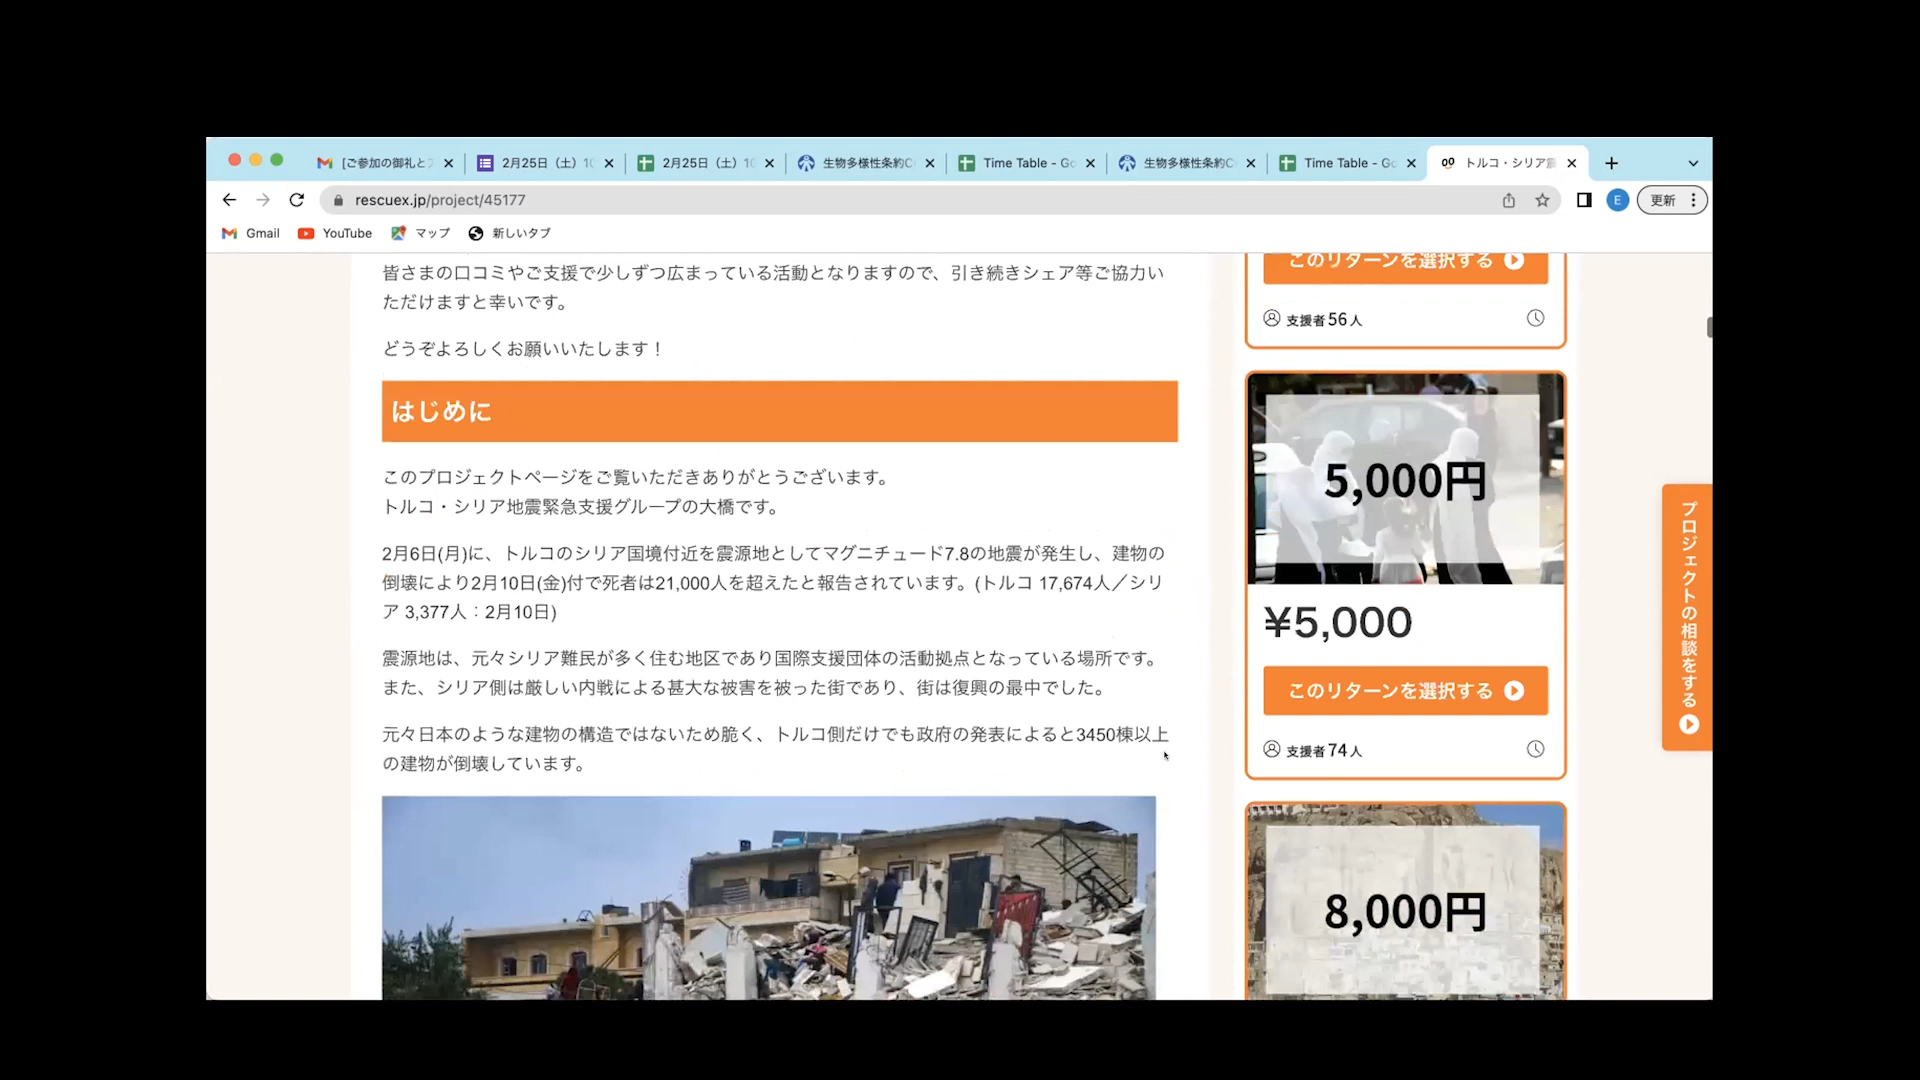 [ご参加の御礼と
2月25日（土）10
2月25日（土）10
生物多様性条約C
Time Table - Go
生物多様性条約C
Time Table - Go
トルコ・シリア震
rescuex.jp/project/45177
E
更新
Gmail
YouTube
マップ
新しいタブ
皆さまの口コミやご支援で少しずつ広まっている活動となりますので、引き続きシェア等ご協力い
ただけますと幸いです。
どうぞよろしくお願いいたします！
はじめに
このプロジェクトページをご覧いただきありがとうございます。
トルコ・シリア地震緊急支援グループの大橋です。
2月6日(月)に、トルコのシリア国境付近を震源地としてマグニチュード7.8の地震が発生し、建物の
倒壊により2月10日(金)付で死者は21,000人を超えたと報告されています。(トルコ 17,674人／シリ
ア 3,377人：2月10日)
震源地は、元々シリア難民が多く住む地区であり国際支援団体の活動拠点となっている場所です。
また、シリア側は厳しい内戦による甚大な被害を被った街であり、街は復興の最中でした。
元々日本のような建物の構造ではないため脆く、トルコ側だけでも政府の発表によると3450棟以上
の建物が倒壊しています。
このリターンを選択する
支援者 56 人
5,000円
¥5,000
このリターンを選択する
支援者 74 人
8,000円
プロジェクトの相談をする